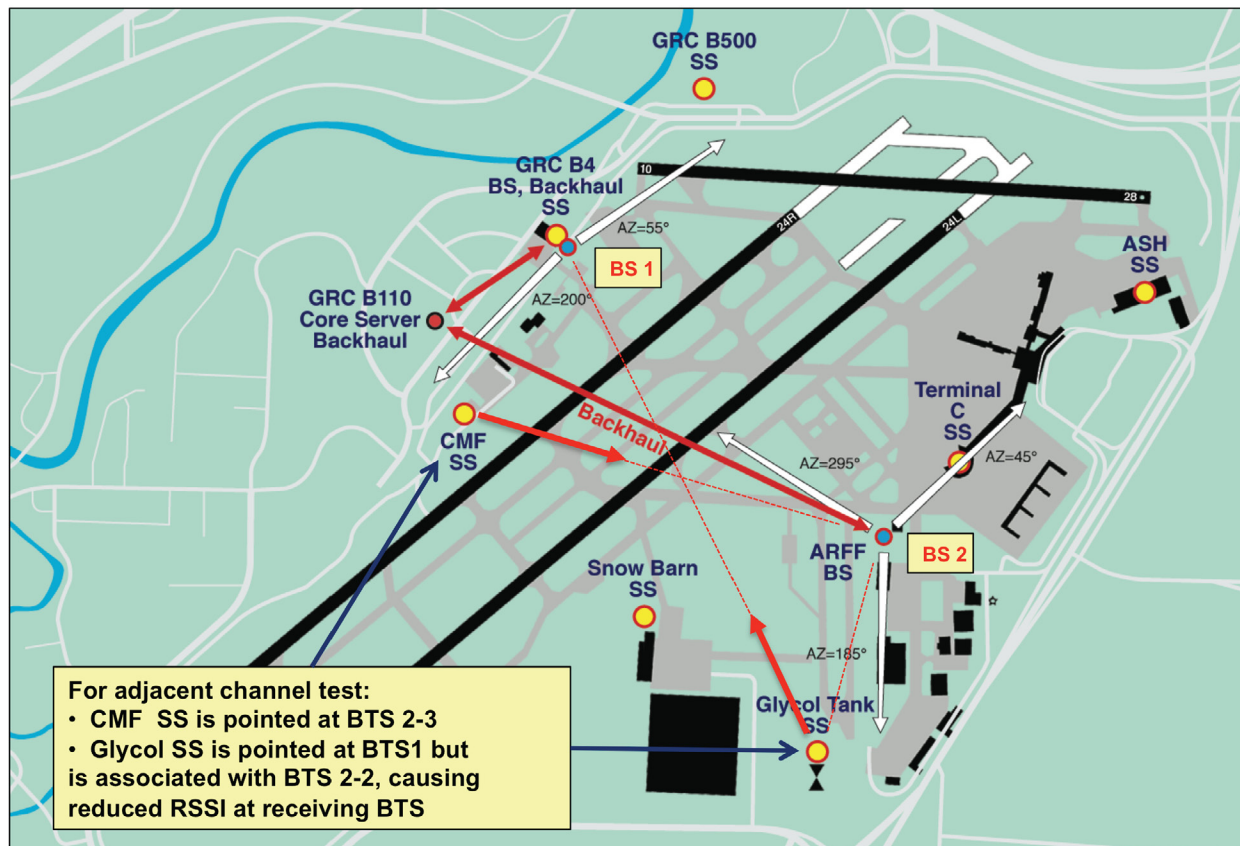 GRC B500
SS
GRC B4
BS, Backhaul
SS
10
28
24R
24L
AZ=55°
BS 1
ASH
SS
GRC B110
Core Server
Backhaul
AZ=200°
Terminal
C
SS
Backhaul
CMF
SS
AZ=295°
AZ=45°
ARFF
BS
BS 2
Snow Barn
SS
AZ=185°
Glycol Tank
SS
For adjacent channel test:
• CMF SS is pointed at BTS 2-3
• Glycol SS is pointed at BTS1 but
is associated with BTS 2-2, causing
reduced RSSI at receiving BTS